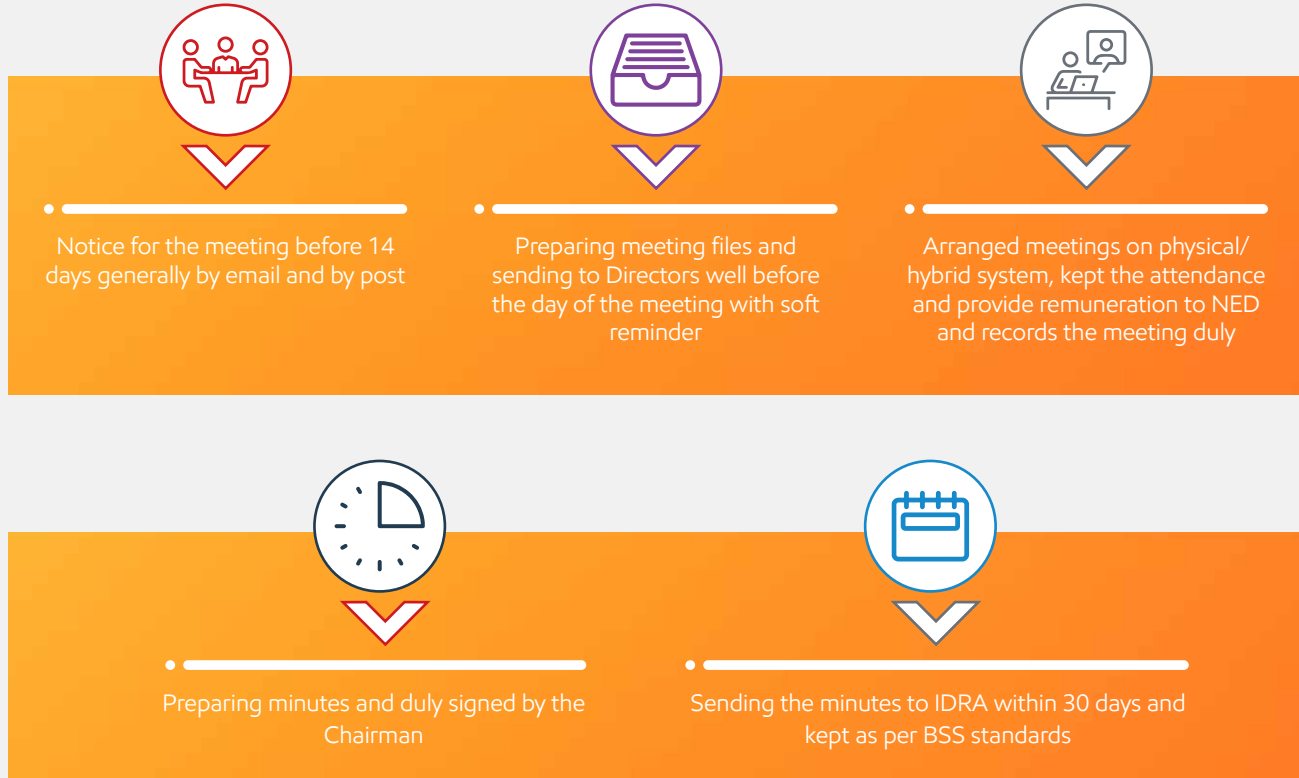 Notice for the meeting before 14
days generally by email and by post
Preparing meeting files and
sending to Directors well before
the day of the meeting with soft
reminder
Arranged meetings on physical/
hybrid system, kept the attendance
and provide remuneration to NED
and records the meeting duly
Preparing minutes and duly signed by the
Chairman
Sending the minutes to IDRA within 30 days and
kept as per BSS standards